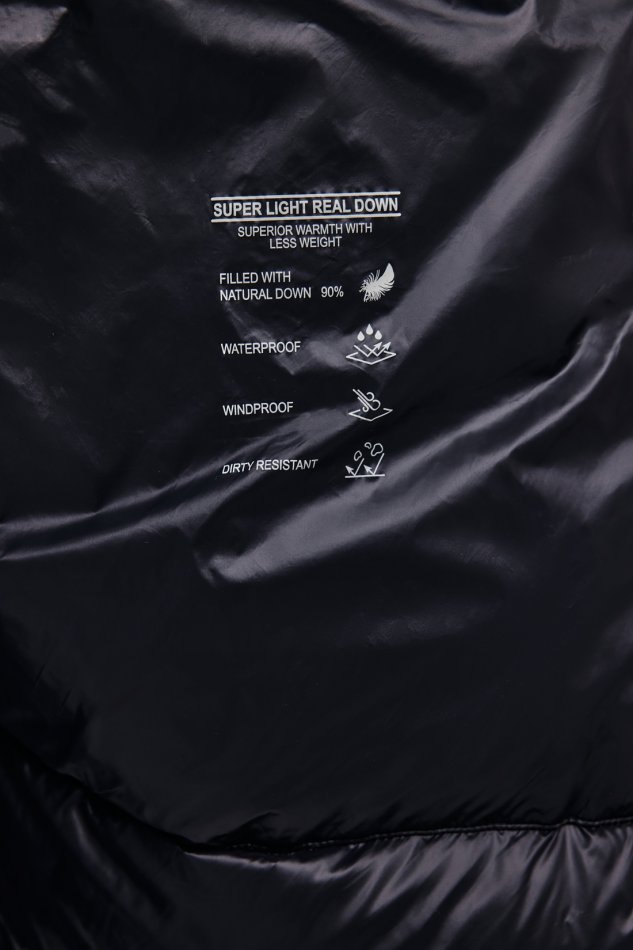 SUPER LIGHT REAL DOWN
SUPERIOR WARMTH WITH
LESS WEIGHT
FILLED WITH
NATURAL DOWN 90%
WATERPROOF
WINDPROOF
DIRTY RESISTANT